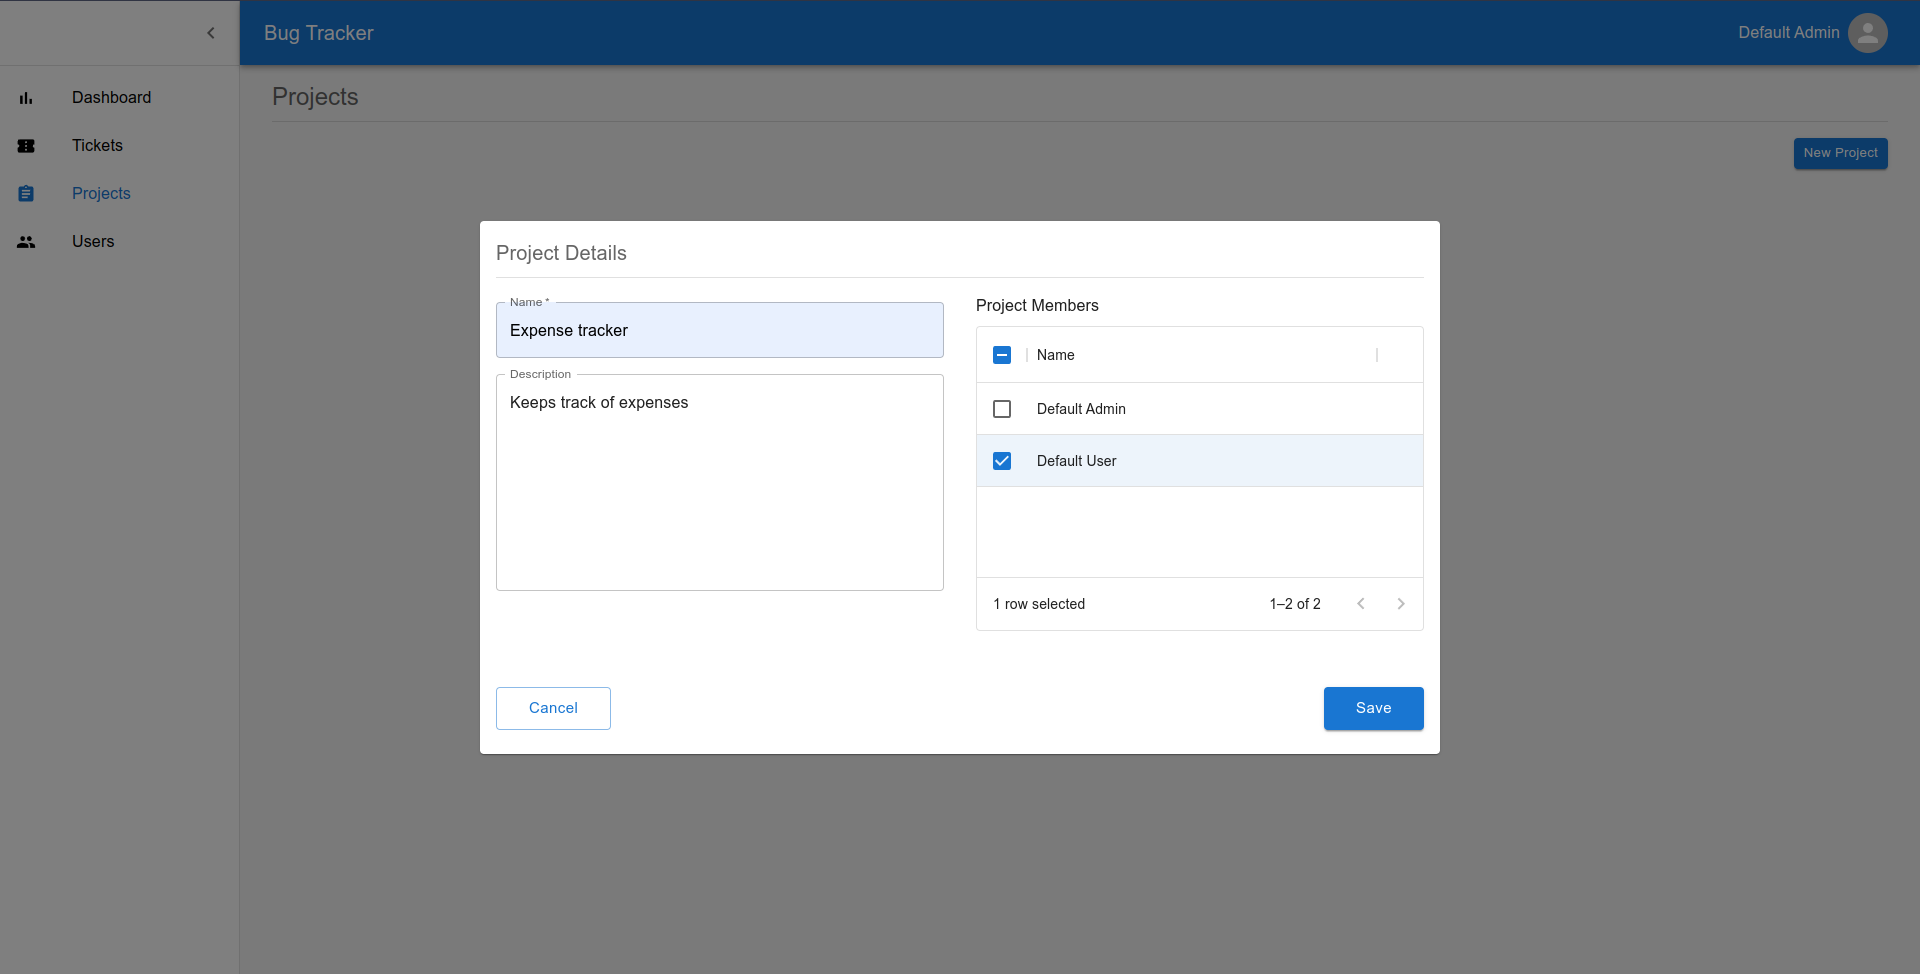 Bug Tracker
Default Admin
Dashboard
Tickets
Projects
Users
Projects
New Project
Project Details
Name *
Expense tracker
Description
Keeps track of expenses
Project Members
Name
Default Admin
Default User
1 row selected
1–2 of 2
Cancel
Save